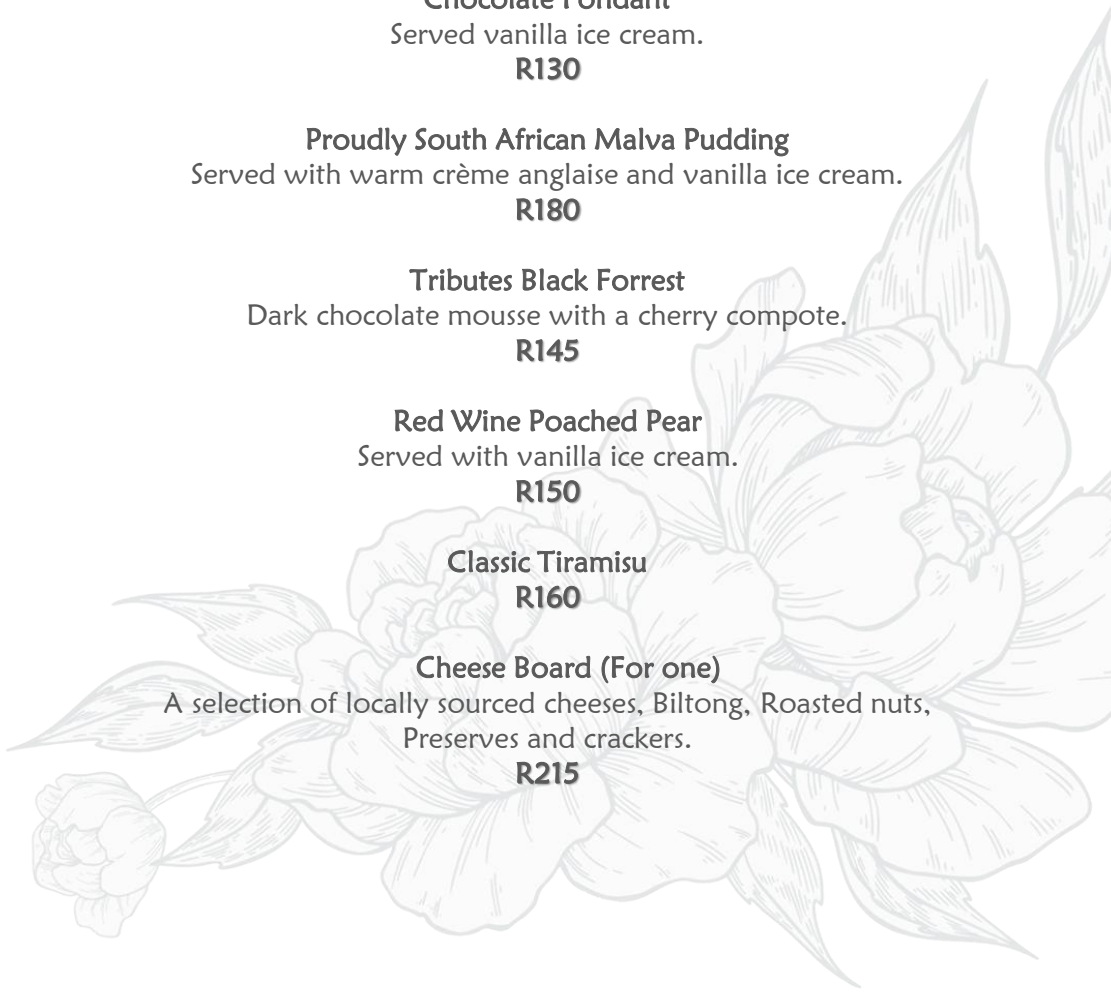 Chocolate Fondant
Served vanilla ice cream.
R130
Proudly South African Malva Pudding
Served with warm crème anglaise and vanilla ice cream.
R180
Tributes Black Forrest
Dark chocolate mousse with a cherry compote.
R145
Red Wine Poached Pear
Served with vanilla ice cream.
R150
Classic Tiramisu
R160
Cheese Board (For one)
A selection of locally sourced cheeses, Biltong, Roasted nuts,
Preserves and crackers.
R215